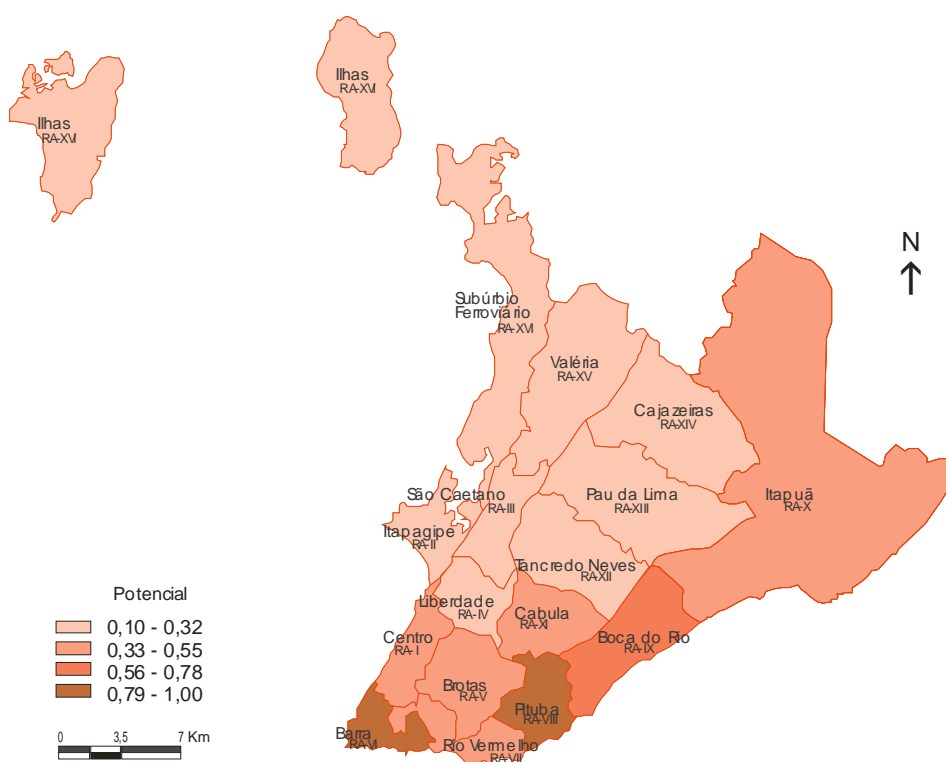 Ilhas
RA-XVI
Ilhas
RA-XVI
N
Subúrbio
Ferroviário
RA-XVI
Valéria
RA-XV
Cajazeiras
RA-XIV
São Caetano
RA-III
Pau da Lima
RA-XIII
Itapuã
RA-X
Itapagipe
RA-II
Tancredo Neves
RA-XII
Liberdade
RA-IV
Cabula
RA-XI
Centro
RA-I
Boca do Rio
RA-IX
Brotas
RA-V
Pituba
RA-VIII
Barra
RA-VI
Rio Vermelho
RA-VII
Potencial
0,10 - 0,32
0,33 - 0,55
0,56 - 0,78
0,79 - 1,00
0 3,5 7 Km